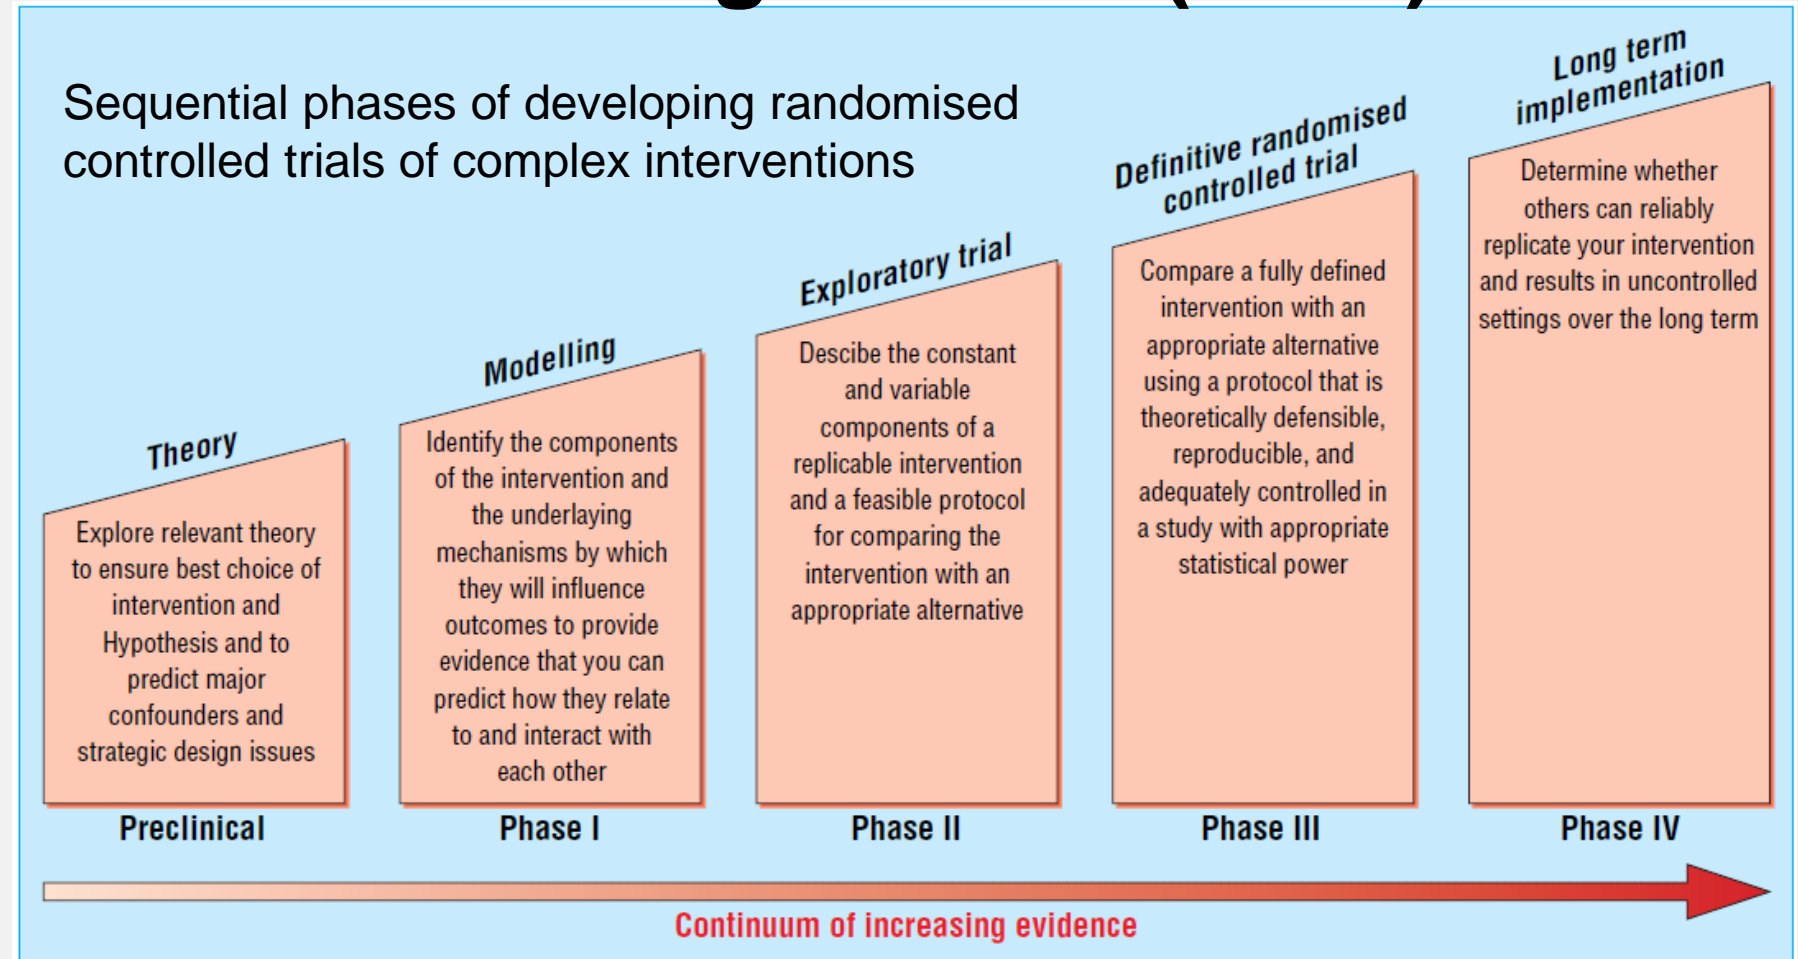 Sequential phases of developing randomised
controlled trials of complex interventions
Theory
Explore relevant theory
to ensure best choice of
intervention and
Hypothesis and to
predict major
confounders and
strategic design issues
Preclinical
Modelling
Identify the components
of the intervention and
the underlaying
mechanisms by which
they will influence
outcomes to provide
evidence that you can
predict how they relate
to and interact with
each other
Phase I
Exploratory trial
Descibe the constant
and variable
components of a
replicable intervention
and a feasible protocol
for comparing the
intervention with an
appropriate alternative
Phase II
Definitive randomised
controlled trial
Compare a fully defined
intervention with an
appropriate alternative
using a protocol that is
theoretically defensible,
reproducible, and
adequately controlled in
a study with appropriate
statistical power
Phase III
Long term
implementation
Determine whether
others can reliably
replicate your intervention
and results in uncontrolled
settings over the long term
Phase IV
Continuum of increasing evidence